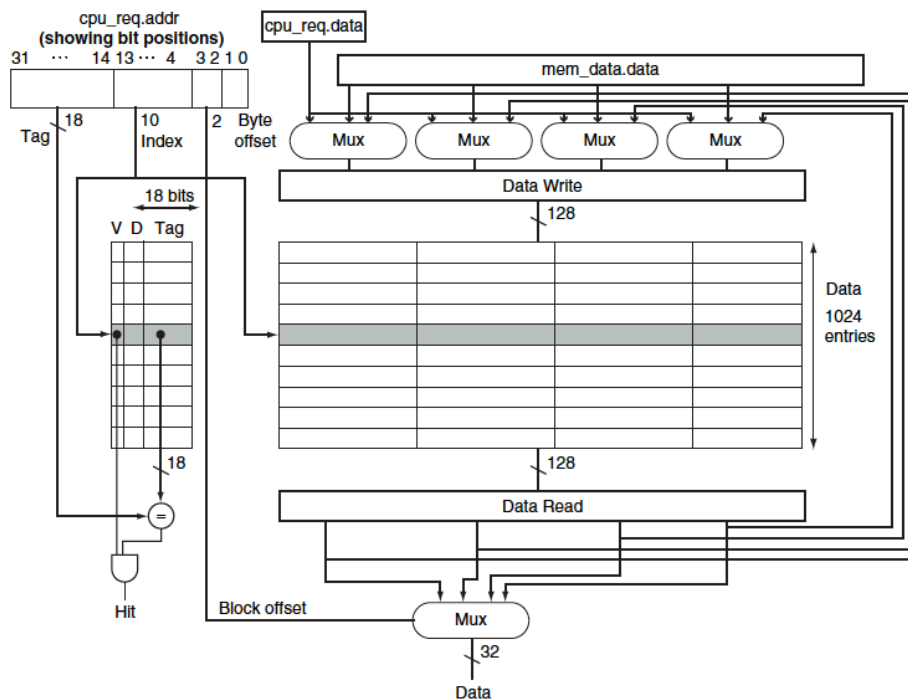 cpu_req.addr
(showing bit positions)
31 ··· 14 13 ··· 4 3 2 1 0
cpu_req.data
mem_data.data
18
Tag
10
Index
2
Byte
offset
Mux
Mux
Mux
Mux
Data Write
18 bits
128
V D Tag
Data
1024
entries
18
128
=
Data Read
Hit
Block offset
Mux
32
Data